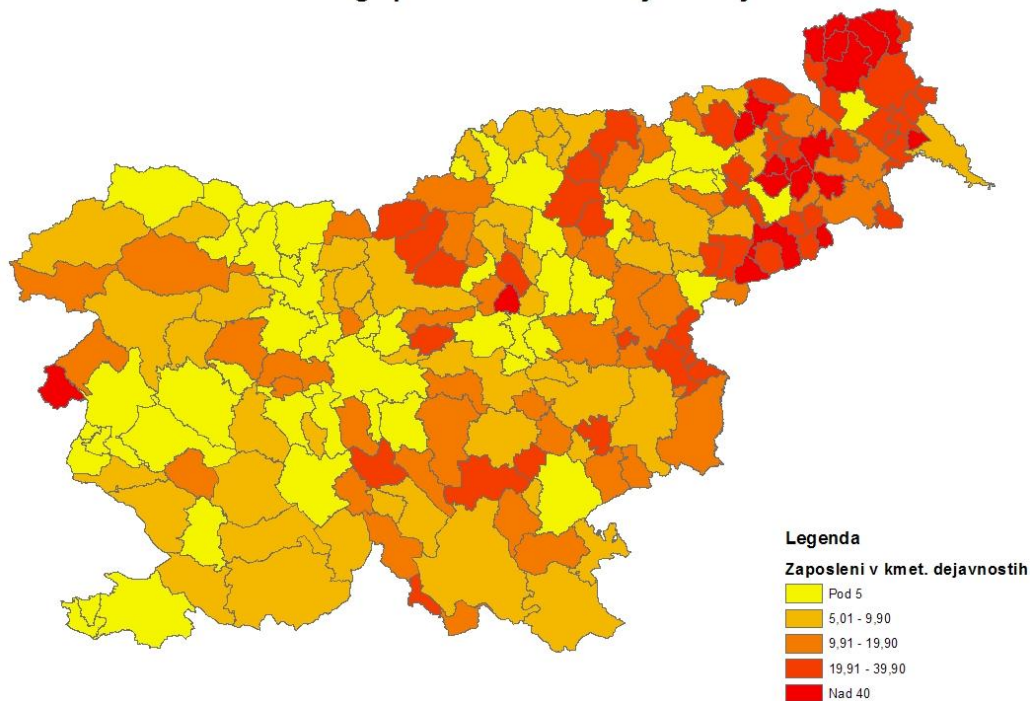 Legenda
Zaposleni v kmet. dejavnostih
Pod 5
5,01 - 9,90
9,91 - 19,90
19,91 - 39,90
Nad 40